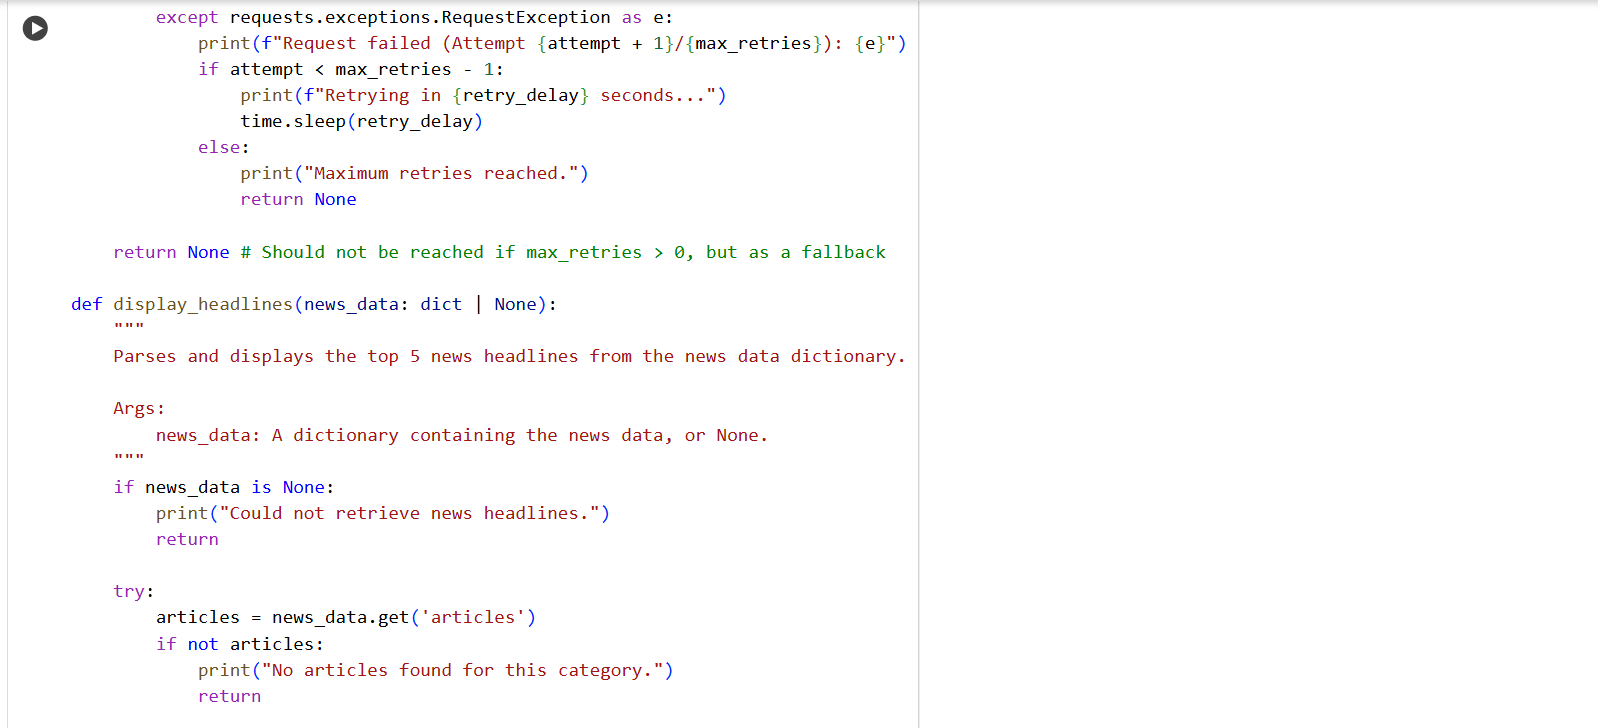 except requests.exceptions.RequestException as e:
print(f"Request failed (Attempt {attempt + 1}/{max_retries}): {e}")
if attempt < max_retries - 1:
print(f"Retrying in {retry_delay} seconds...")
time.sleep(retry_delay)
else:
print("Maximum retries reached.")
return None
return None # Should not be reached if max_retries > 0, but as a fallback
def display_headlines(news_data: dict | None):
"""
Parses and displays the top 5 news headlines from the news data dictionary.
Args:
news_data: A dictionary containing the news data, or None.
"""
if news_data is None:
print("Could not retrieve news headlines.")
return
try:
articles = news_data.get('articles')
if not articles:
print("No articles found for this category.")
return